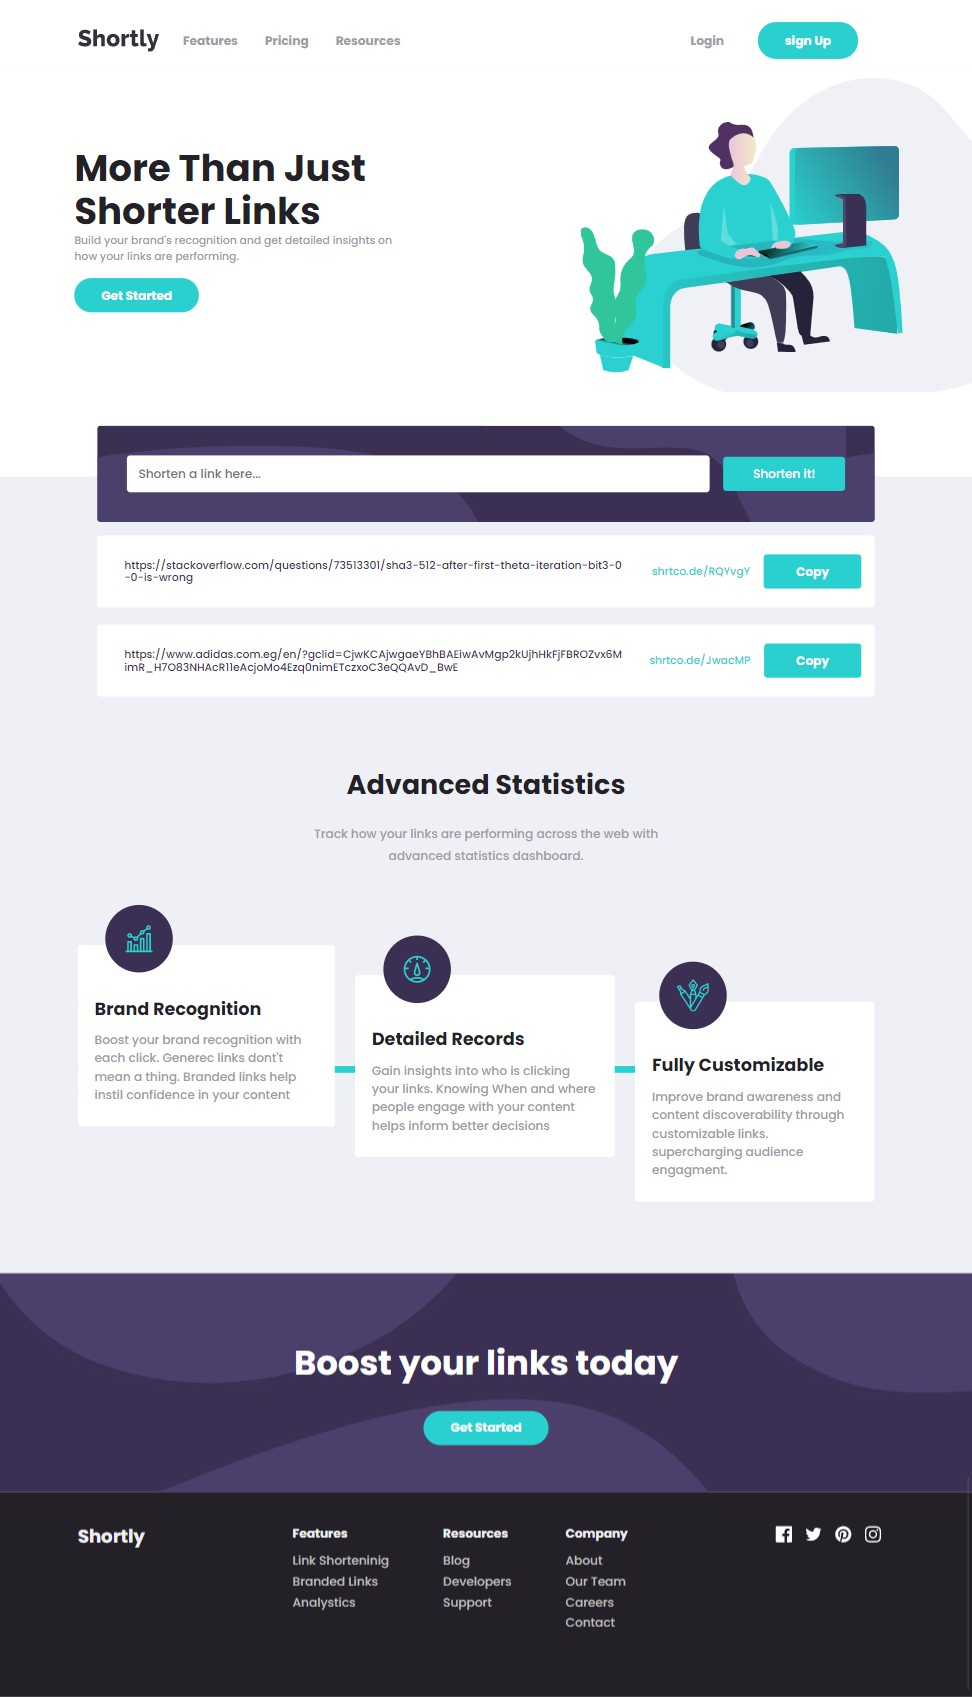 Shortly
Features
Pricing
Resources
Login
sign Up
More Than Just
Shorter Links
Build your brand's recognition and get detailed insights on
how your links are performing.
Get Started
Shorten a link here...
Shorten it!
https://stackoverflow.com/questions/73513301/sha3-512-after-first-theta-iteration-bit3-0
-0-is-wrong
shrtco.de/RQYvgY
Copy
https://www.adidas.com.eg/en/?gclid=CjwKCAjwgaeYBhBAEiwAvMgp2kUjhHkFjFBROZvx6M
imR_H7O83NHAcR11eAcjoMo4Ezq0nimETczxoC3eQQAvD_BwE
shrtco.de/JwacMP
Copy
Advanced Statistics
Track how your links are performing across the web with
advanced statistics dashboard.
Brand Recognition
Boost your brand recognition with
each click. Generec links dont't
mean a thing. Branded links help
instil confidence in your content
Detailed Records
Gain insights into who is clicking
your links. Knowing When and where
people engage with your content
helps inform better decisions
Fully Customizable
Improve brand awareness and
content discoverability through
customizable links.
supercharging audience
engagment.
Boost your links today
Get Started
Shortly
Features
Link Shorteninig
Branded Links
Analystics
Resources
Blog
Developers
Support
Company
About
Our Team
Careers
Contact